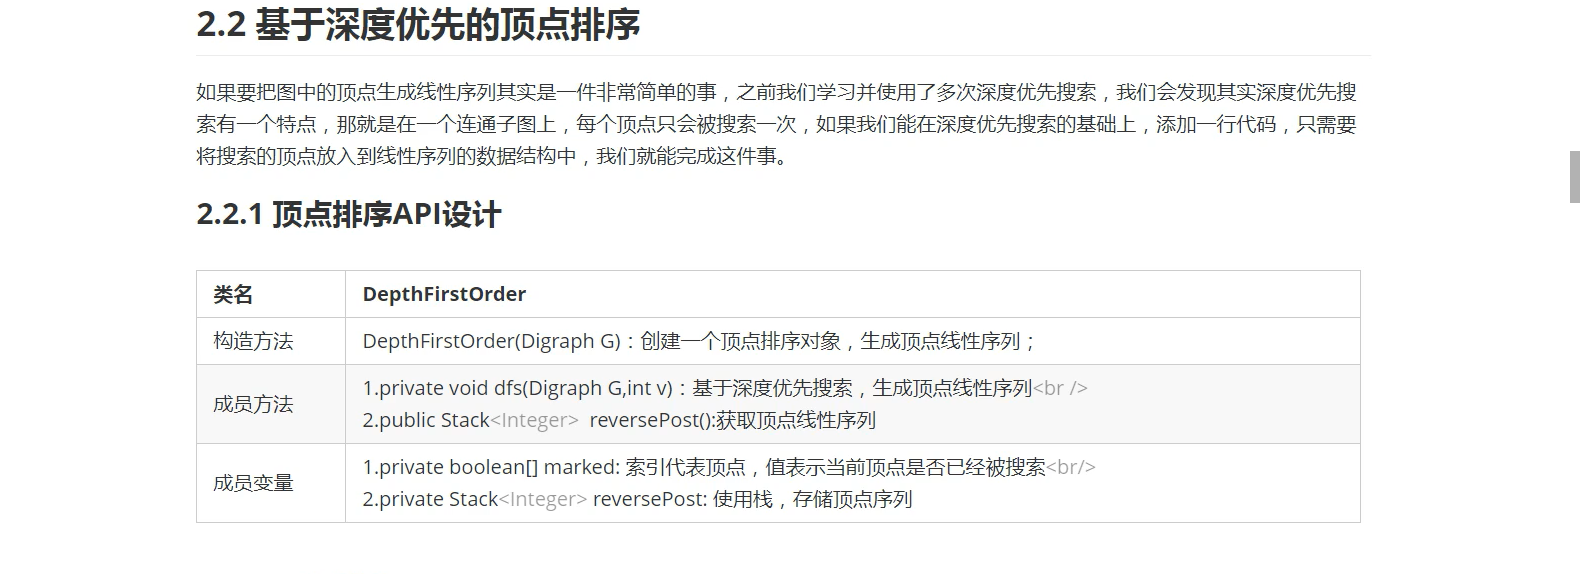 2.2 基于深度优先的顶点排序
如果要把图中的顶点生成线性序列其实是一件非常简单的事，之前我们学习并使用了多次深度优先搜索，我们会发现其实深度优先搜
索有一个特点，那就是在一个连通子图上，每个顶点只会被搜索一次，如果我们能在深度优先搜索的基础上，添加一行代码，只需要
将搜索的顶点放入到线性序列的数据结构中，我们就能完成这件事。
2.2.1 顶点排序API设计
类名 DepthFirstOrder
构造方法 DepthFirstOrder(Digraph G)：创建一个顶点排序对象，生成顶点线性序列；
成员方法 1.private void dfs(Digraph G,int v)：基于深度优先搜索，生成顶点线性序列<br />
2.public Stack<Integer> reversePost():获取顶点线性序列
成员变量 1.private boolean[] marked: 索引代表顶点，值表示当前顶点是否已经被搜索<br/>
2.private Stack<Integer> reversePost: 使用栈，存储顶点序列